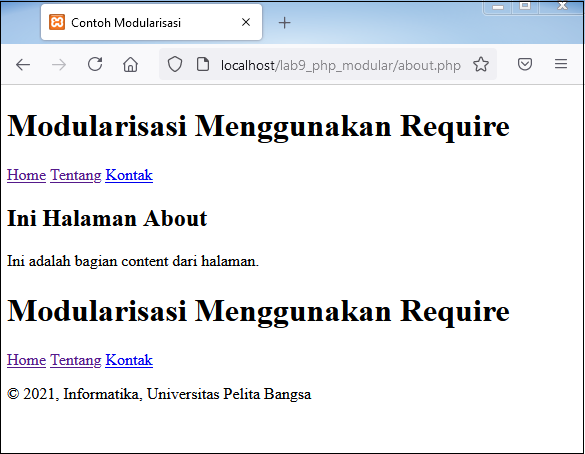 Contoh Modularisasi
localhost/lab9_php_modular/about.php
Modularisasi Menggunakan Require
Home Tentang Kontak
Ini Halaman About
Ini adalah bagian content dari halaman.
Modularisasi Menggunakan Require
Home Tentang Kontak
© 2021, Informatika, Universitas Pelita Bangsa